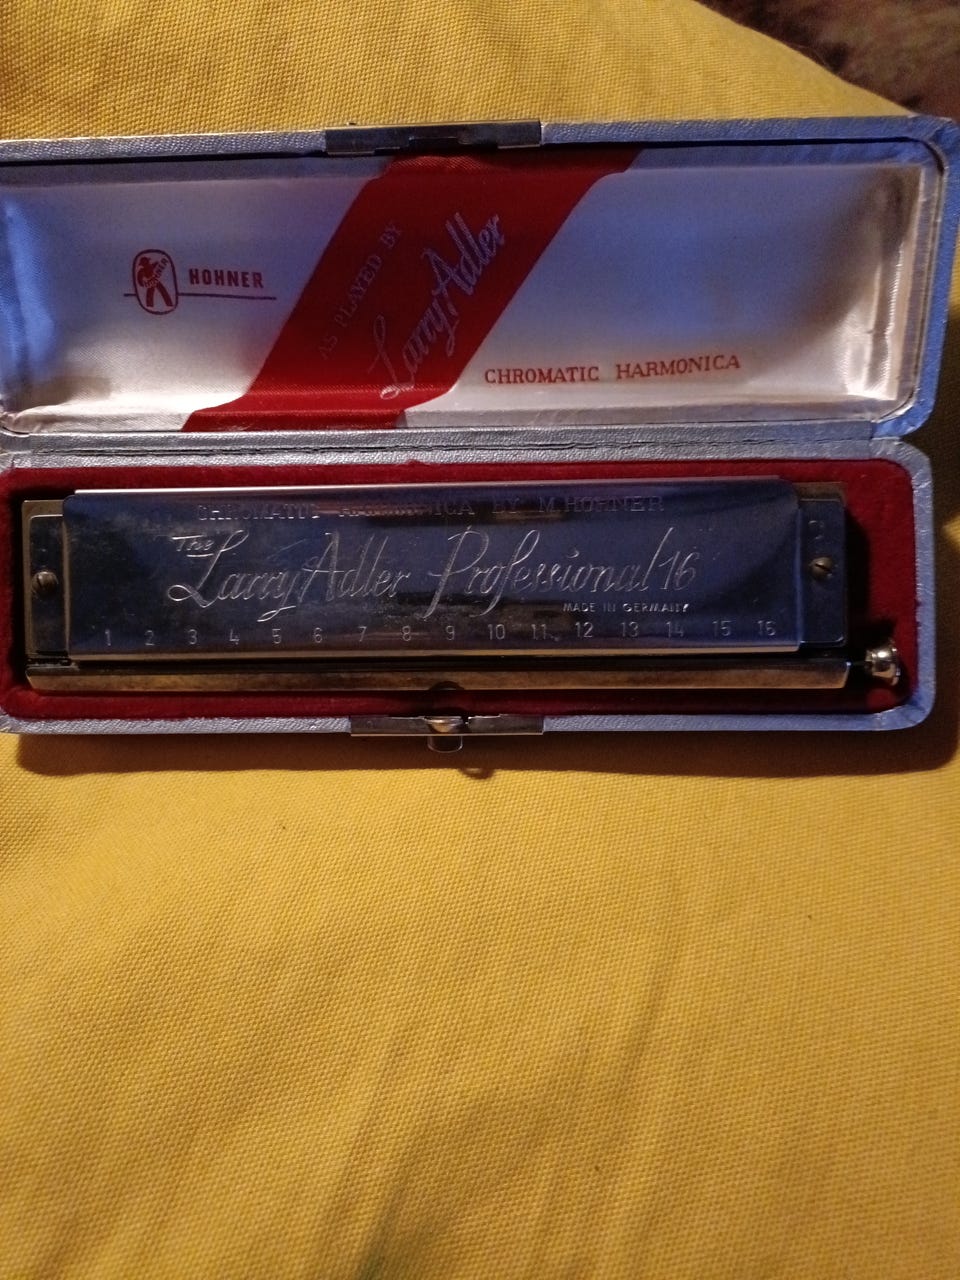 HOHNER
HOHNER
AS PLAYED BY
Larry Adler
CHROMATIC HARMONICA
CHROMATIC HARMONICA BY M. HOHNER
The Larry Adler Professional 16
MADE IN GERMANY
C
1 2 3 4 5 6 7 8 9 10 11 12 13 14 15 16